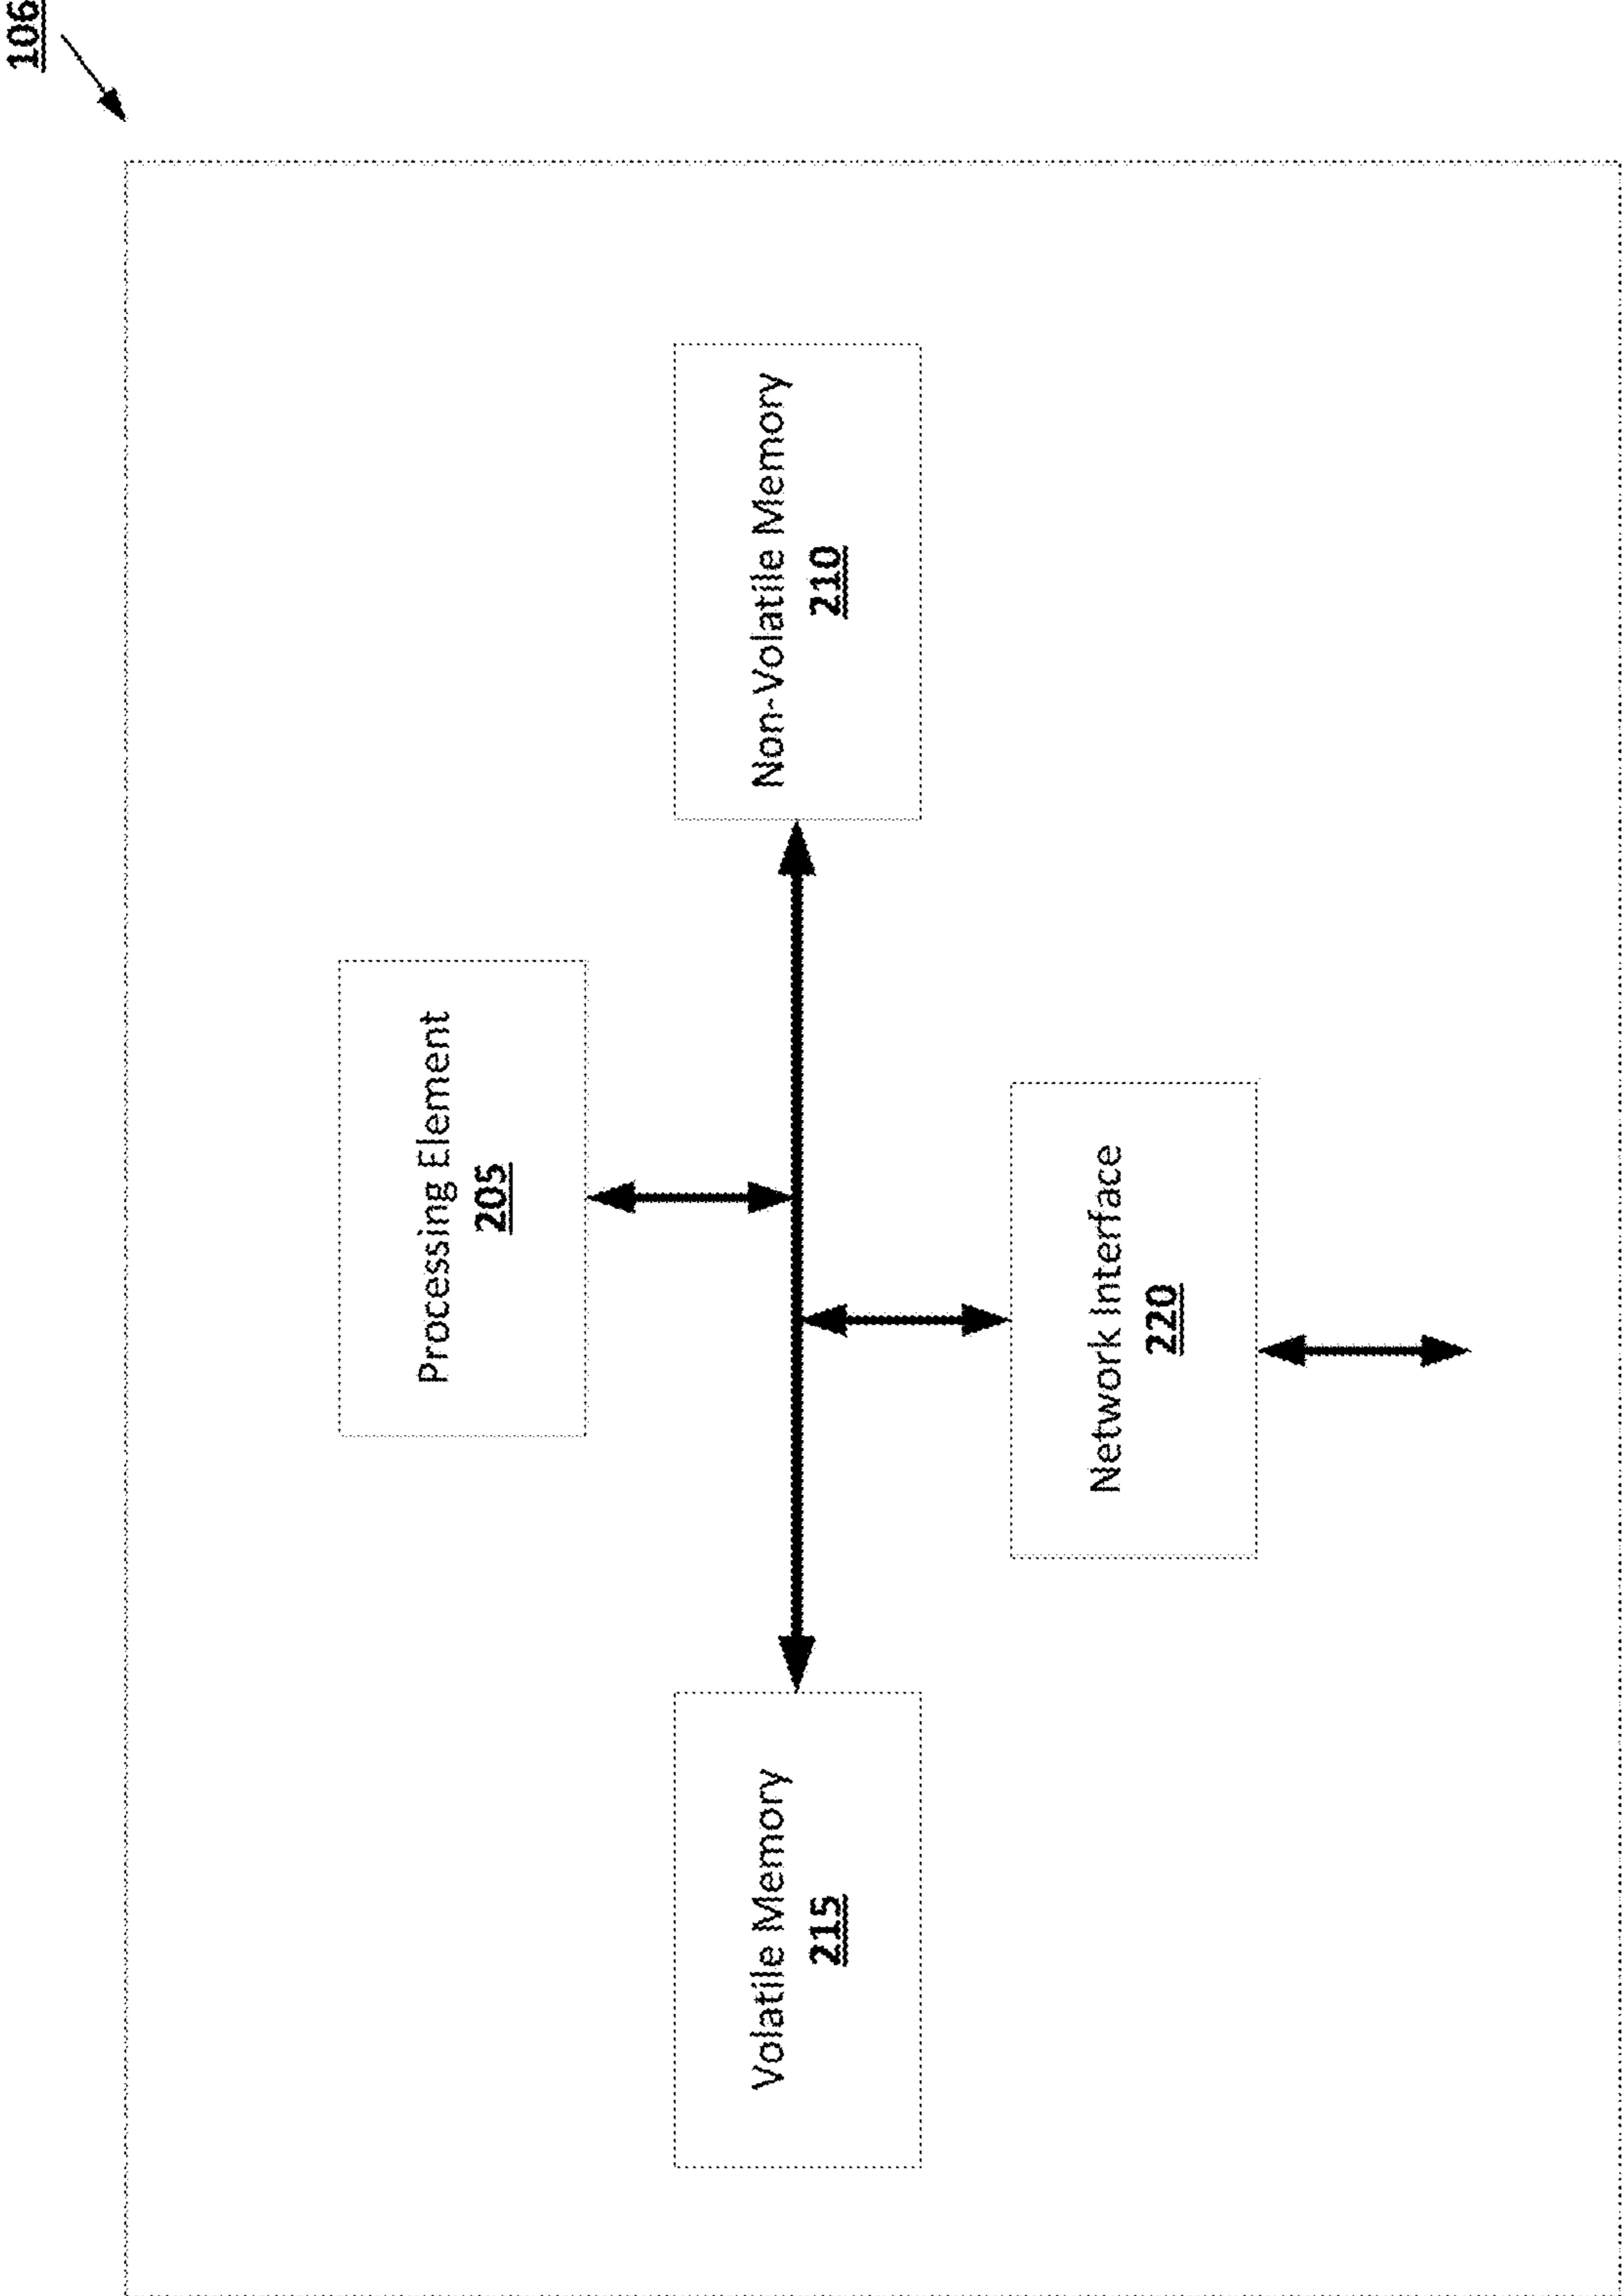 106
Processing Element
205
Volatile Memory
215
Non-Volatile Memory
210
Network Interface
220